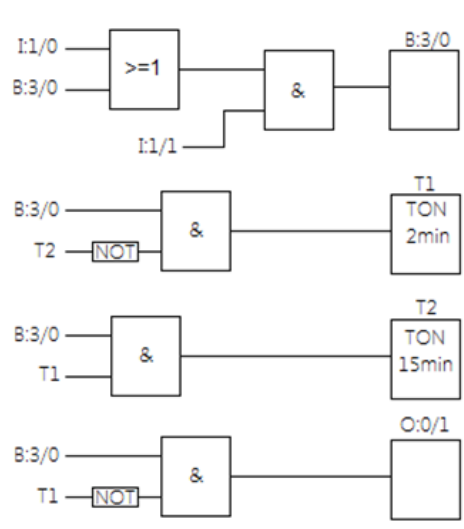 B:3/0
I:1/0
>=1
B:3/0
&
I:1/1
T1
B:3/0
TON
&
2min
T2
NOT
T2
B:3/0
TON
&
15min
T1
O:0/1
B:3/0
&
T1
NOT